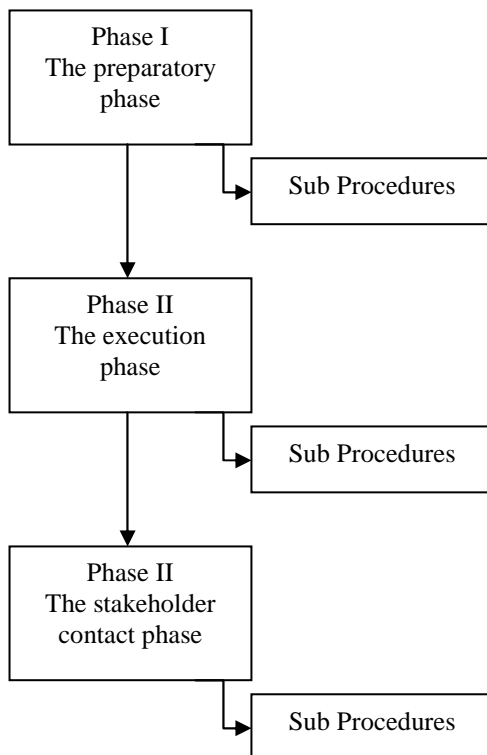 Phase I
The preparatory
phase
Sub Procedures
Phase II
The execution
phase
Sub Procedures
Phase II
The stakeholder
contact phase
Sub Procedures